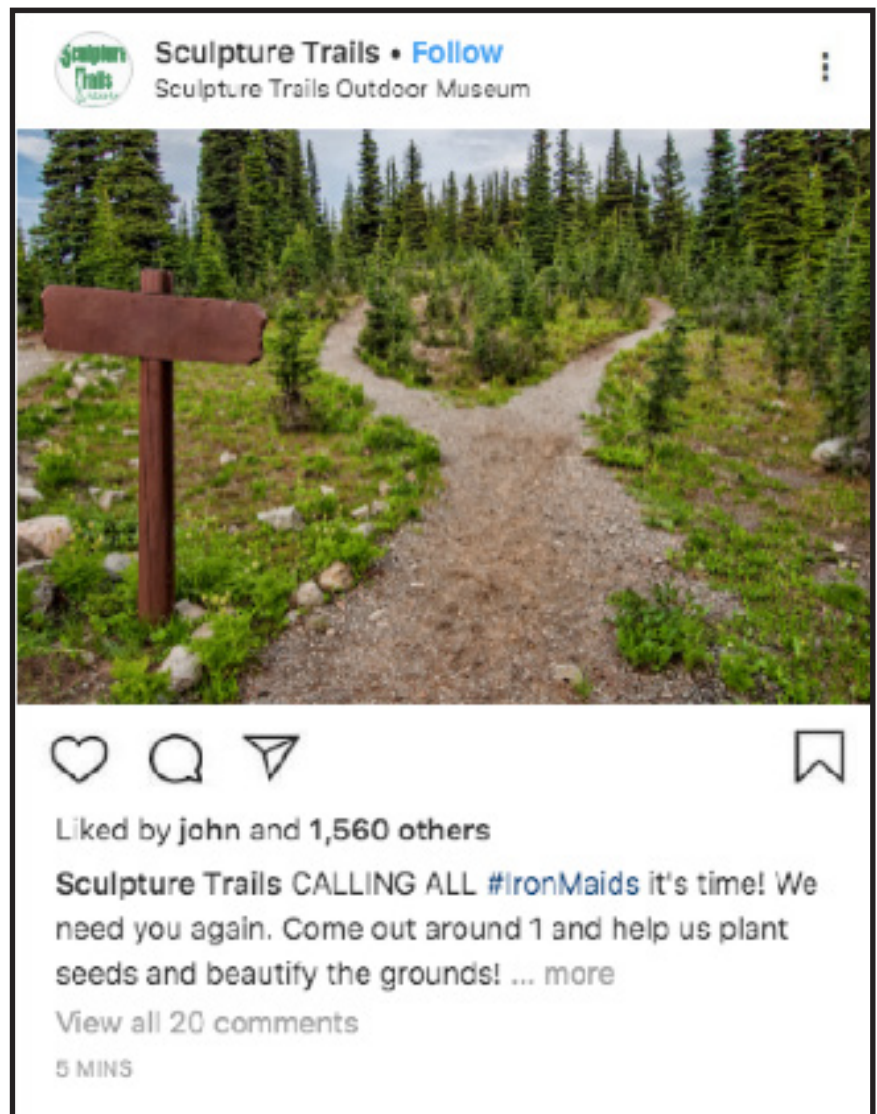 Sculpture Trails
Sculpture Trails • Follow
Sculpture Trails Outdoor Museum
Liked by john and 1,560 others
Sculpture Trails CALLING ALL #IronMaids it's time! We
need you again. Come out around 1 and help us plant
seeds and beautify the grounds! ... more
View all 20 comments
5 MINS